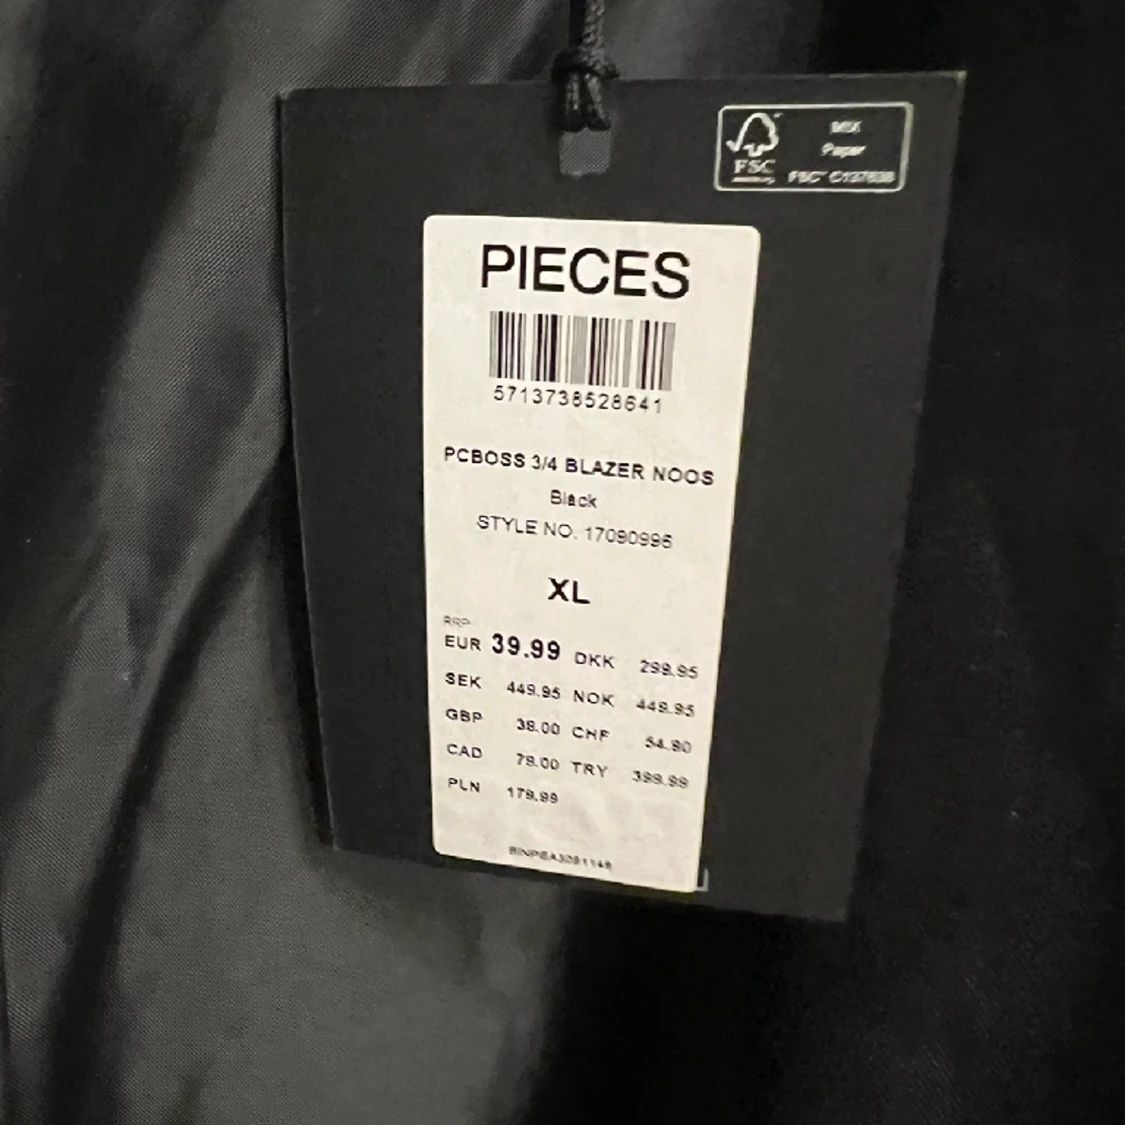 FSC
MIX
Paper
PIECES
5713738528641
PCBOSS 3/4 BLAZER NOOS
Black
STYLE NO. 17090996
XL
RRP
EUR 39.99 DKK 299.95
SEK 449.95 NOK 449.95
GBP 38.00 CHF 54.90
CAD 79.00 TRY 399.99
PLN 179.99